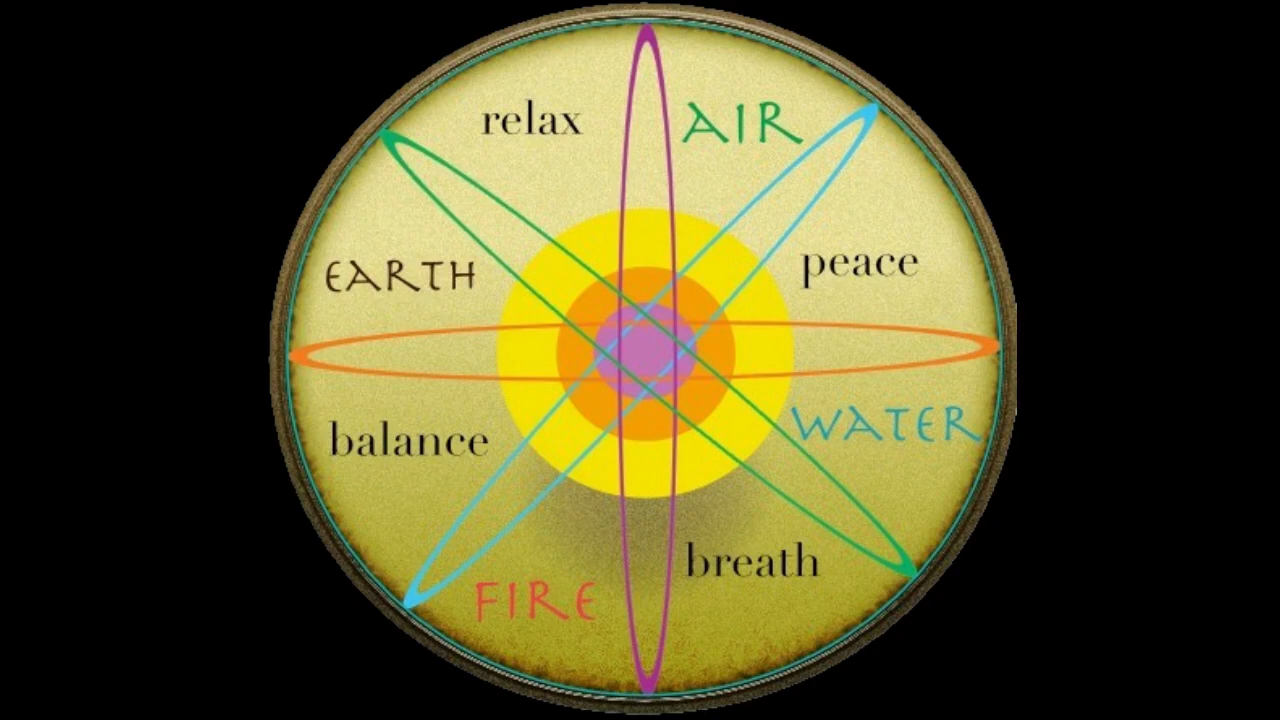 relax
AIR
EARTH
peace
balance
WATER
breath
FIRE